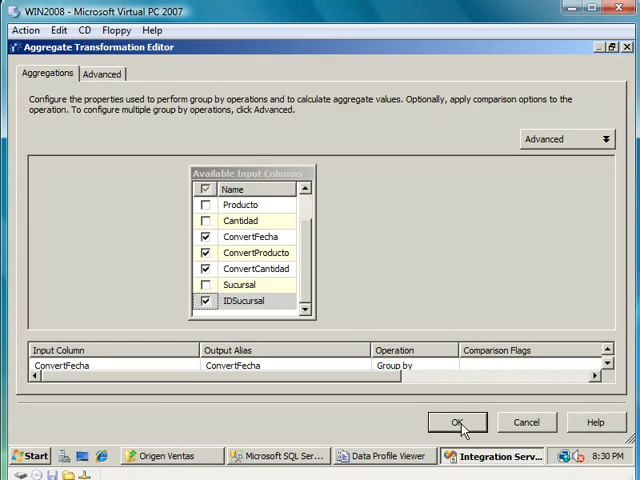 WIN2008 - Microsoft Virtual PC 2007
Action Edit CD Floppy Help
Aggregate Transformation Editor
Aggregations Advanced
Configure the properties used to perform group by operations and to calculate aggregate values. Optionally, apply comparison options to the
operation. To configure multiple group by operations, click Advanced.
Advanced
Available Input Columns
Name
Producto
Cantidad
ConvertFecha
ConvertProducto
ConvertCantidad
Sucursal
IDSucursal
Input Column Output Alias Operation Comparison Flags
ConvertFecha ConvertFecha Group by
OK Cancel Help
Start Origen Ventas Microsoft SQL Ser... Data Profile Viewer Integration Serv... 8:30 PM